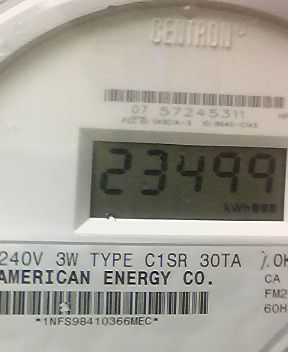 CENTRON®
07 57245311
23499
kWh
240V 3W TYPE C1SR 30TA
AMERICAN ENERGY CO.
CA
FM2
60H
*1NFS98410366MEC*